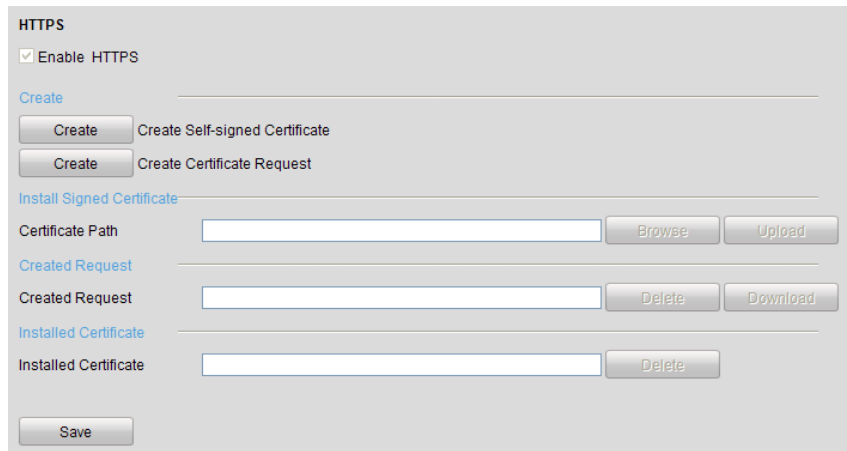 HTTPS
Enable HTTPS
Create
Create Create Self-signed Certificate
Create Create Certificate Request
Install Signed Certificate
Certificate Path Browse Upload
Created Request
Created Request Delete Download
Installed Certificate
Installed Certificate Delete
Save